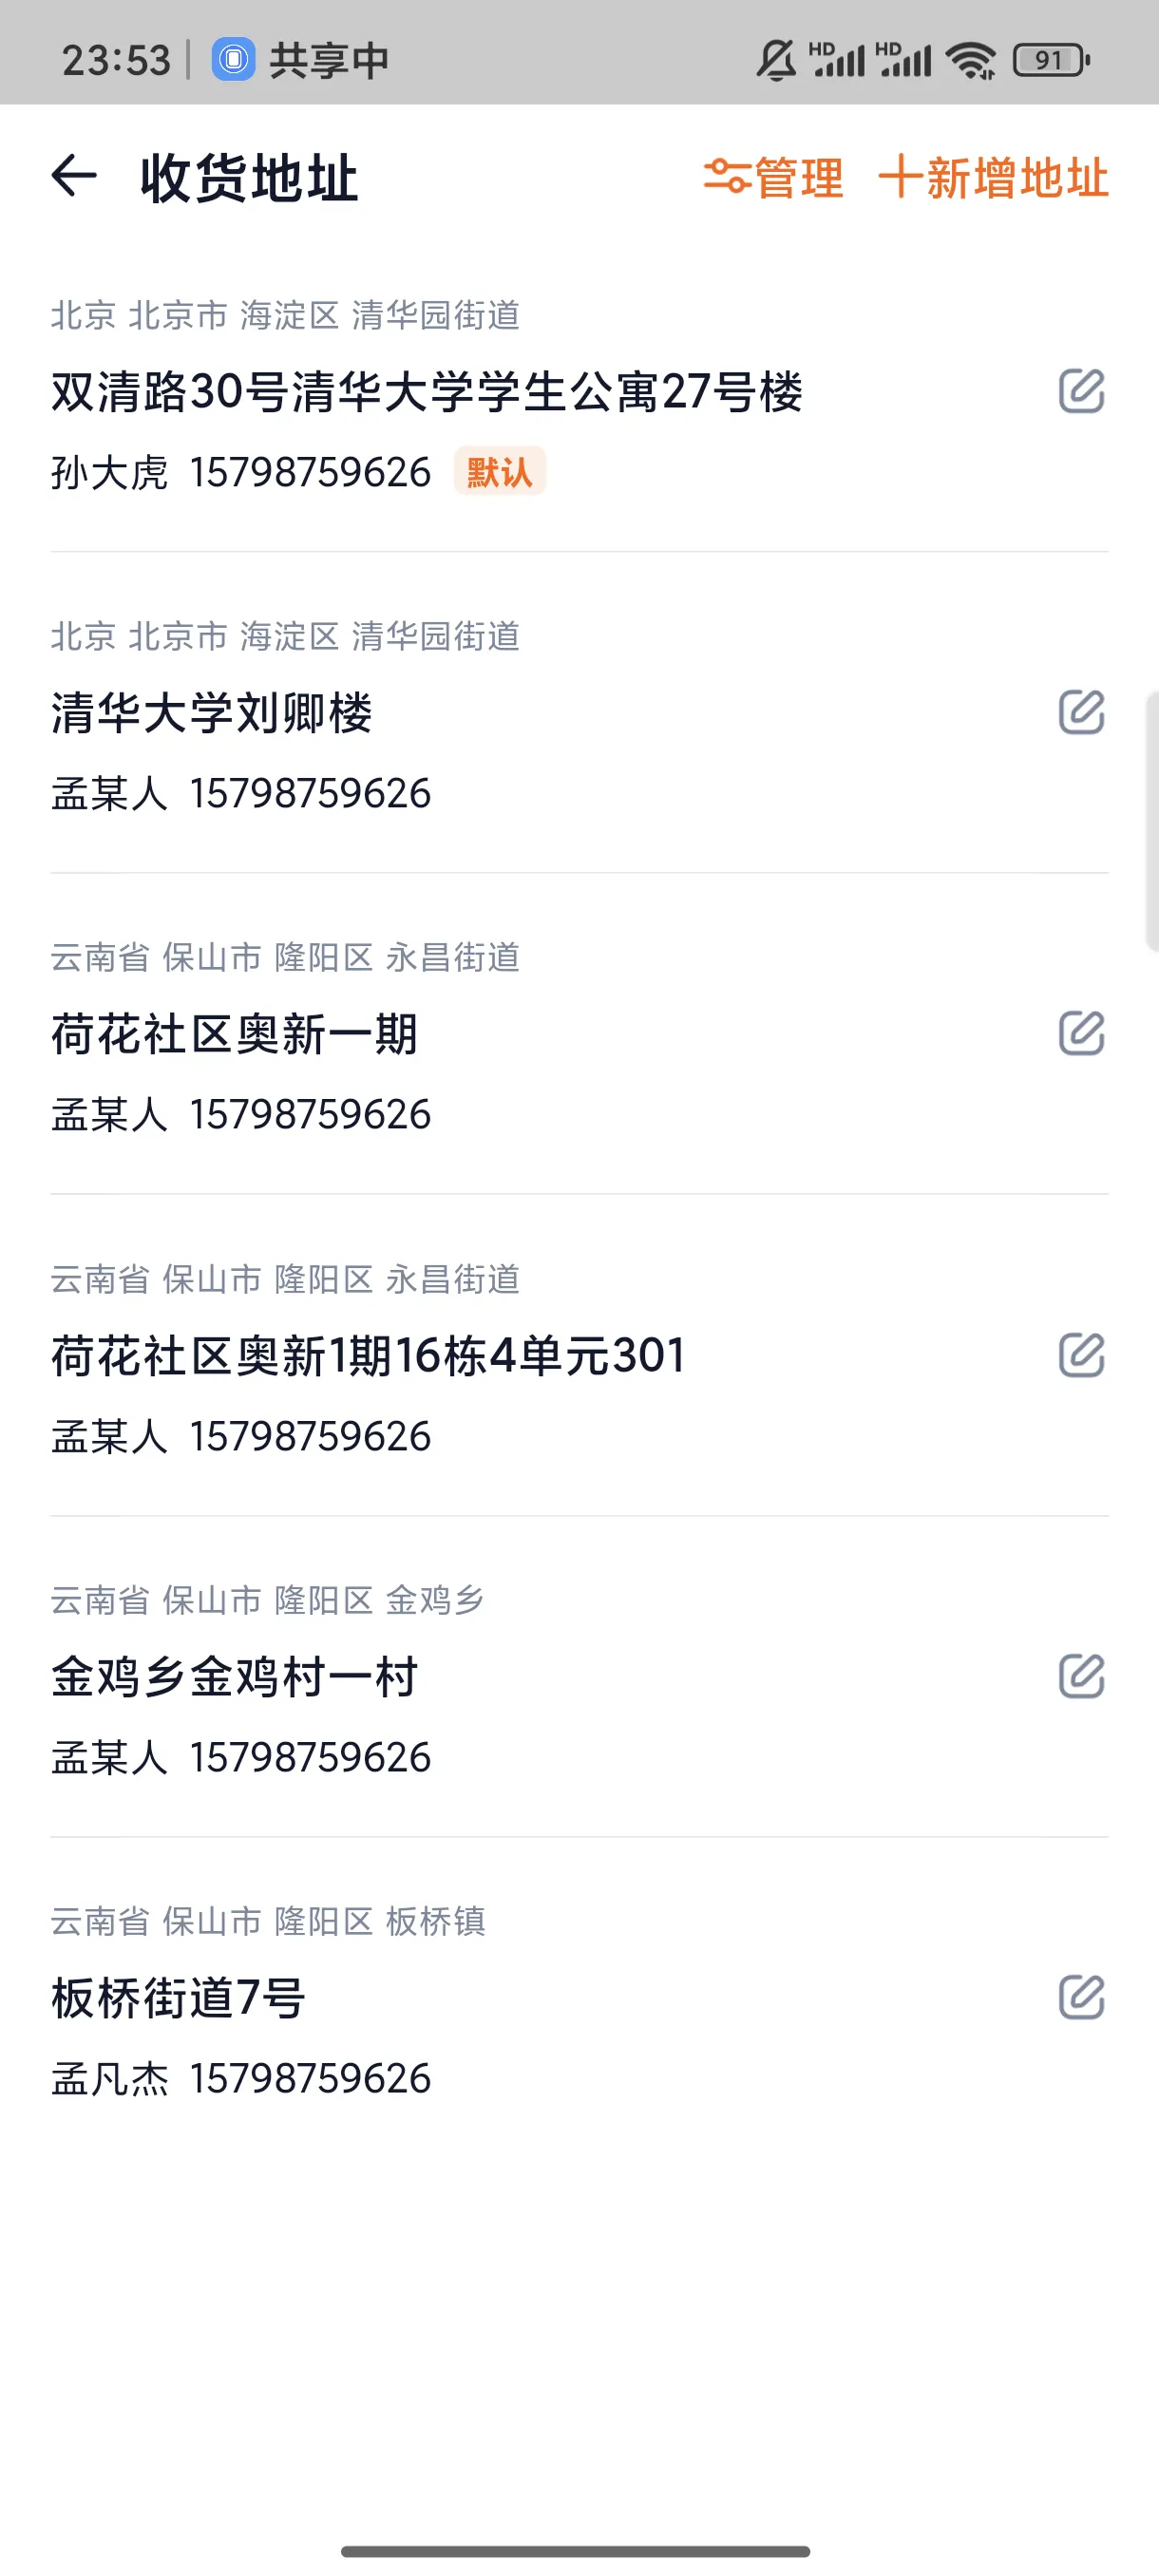 23:53 共享中 HD HD 91
收货地址 管理 新增地址
北京 北京市 海淀区 清华园街道
双清路30号清华大学学生公寓27号楼
孙大虎 15798759626 默认
北京 北京市 海淀区 清华园街道
清华大学刘卿楼
孟某人 15798759626
云南省 保山市 隆阳区 永昌街道
荷花社区奥新一期
孟某人 15798759626
云南省 保山市 隆阳区 永昌街道
荷花社区奥新1期16栋4单元301
孟某人 15798759626
云南省 保山市 隆阳区 金鸡乡
金鸡乡金鸡村一村
孟某人 15798759626
云南省 保山市 隆阳区 板桥镇
板桥街道7号
孟凡杰 15798759626